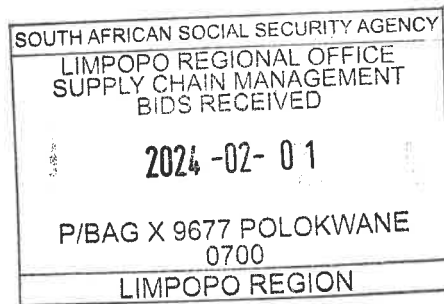 SOUTH AFRICAN SOCIAL SECURITY AGENCY
LIMPOPO REGIONAL OFFICE
SUPPLY CHAIN MANAGEMENT
BIDS RECEIVED
2024 -02- 01
P/BAG X 9677 POLOKWANE
0700
LIMPOPO REGION